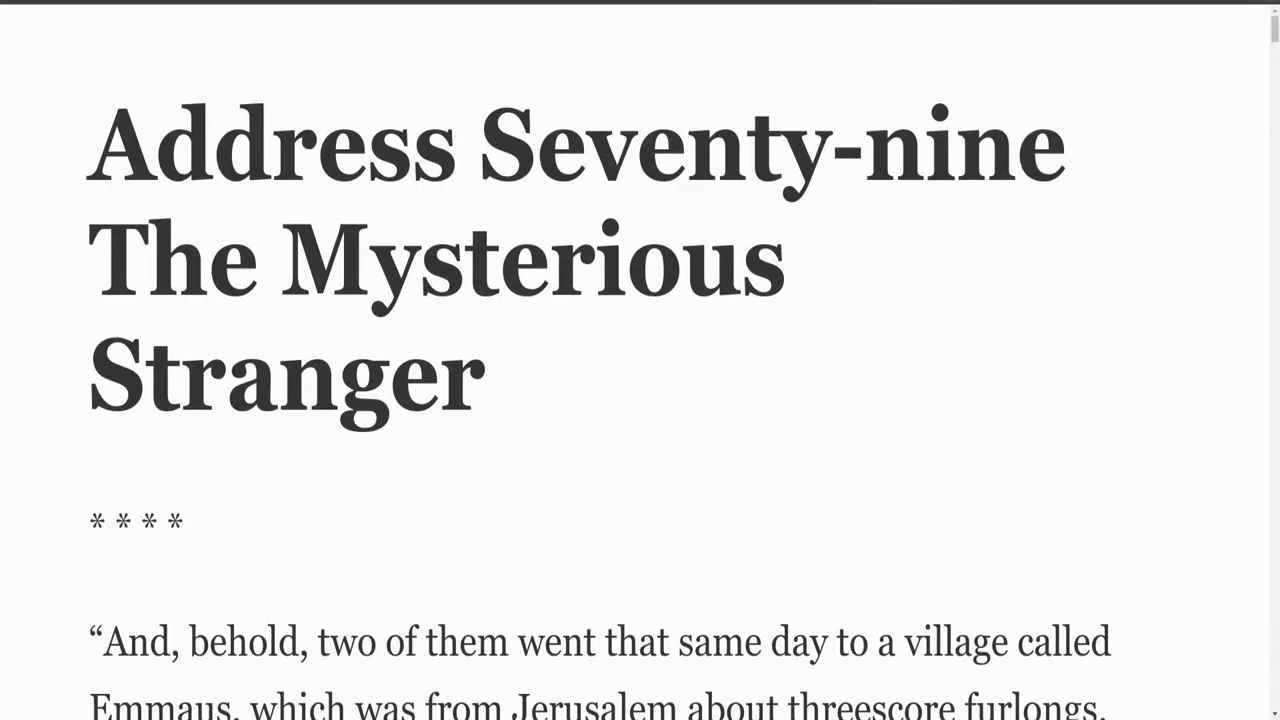 Address Seventy-nine
The Mysterious
Stranger
* * * *
“And, behold, two of them went that same day to a village called
Emmaus, which was from Jerusalem about threescore furlongs.